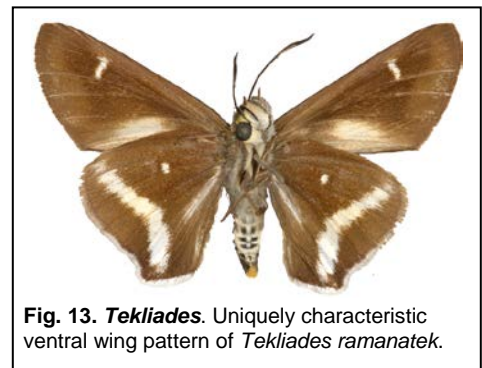 Fig. 13. Tekliades. Uniquely characteristic
ventral wing pattern of Tekliades ramanatek.